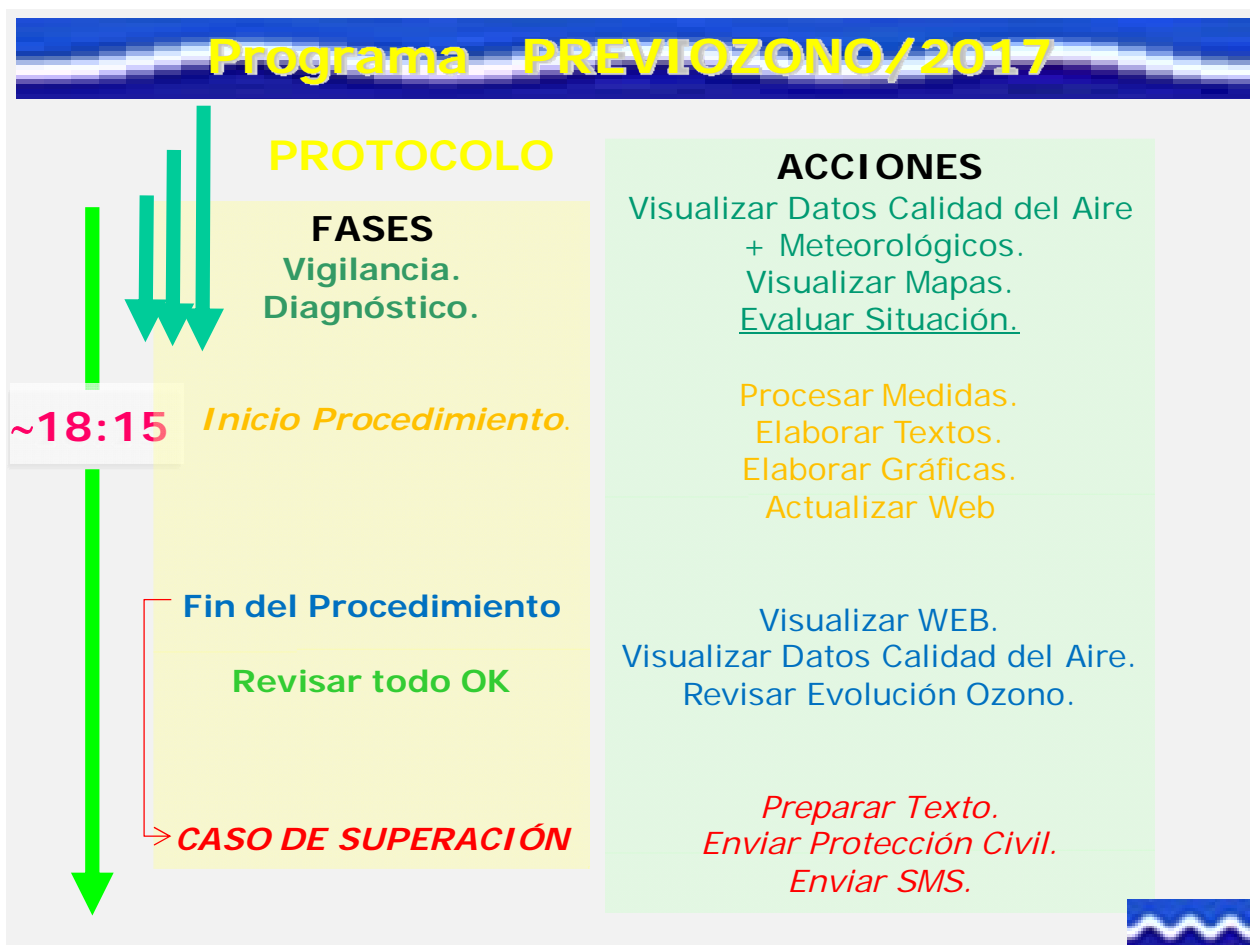 Programa PREVIOZONO/2017
PROTOCOLO
FASES
Vigilancia.
Diagnóstico.
~18:15
Inicio Procedimiento.
Fin del Procedimiento
Revisar todo OK
CASO DE SUPERACIÓN
ACCIONES
Visualizar Datos Calidad del Aire
+ Meteorológicos.
Visualizar Mapas.
Evaluar Situación.
Procesar Medidas.
Elaborar Textos.
Elaborar Gráficas.
Actualizar Web
Visualizar WEB.
Visualizar Datos Calidad del Aire.
Revisar Evolución Ozono.
Preparar Texto.
Enviar Protección Civil.
Enviar SMS.